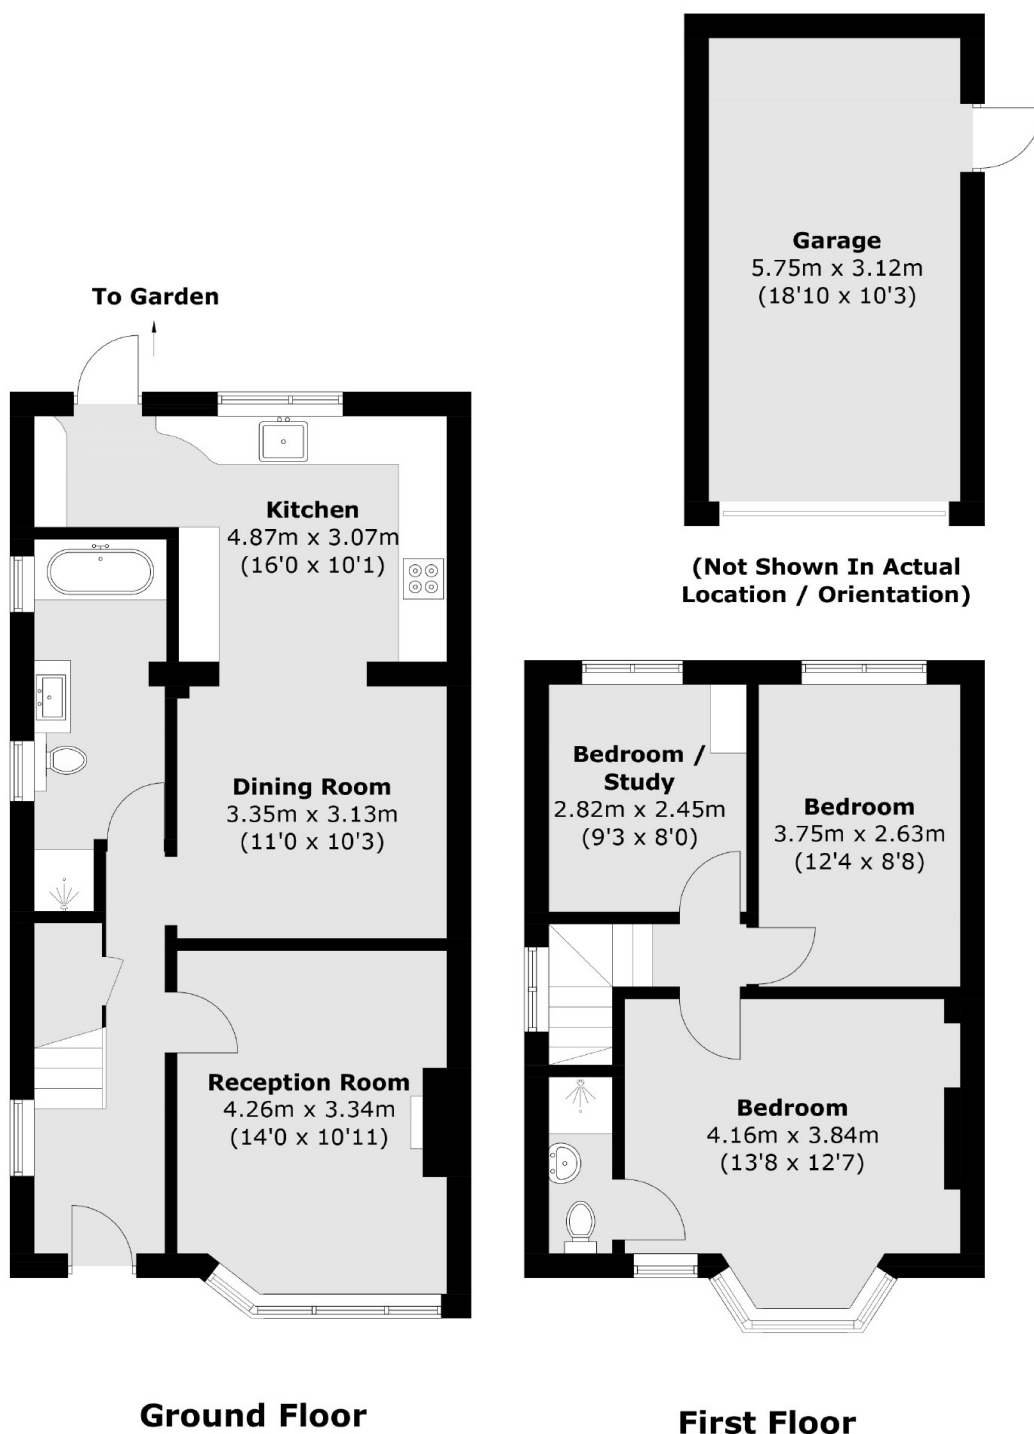 Garage
5.75m x 3.12m
(18'10 x 10'3)
(Not Shown In Actual
Location / Orientation)
To Garden
Kitchen
4.87m x 3.07m
(16'0 x 10'1)
Dining Room
3.35m x 3.13m
(11'0 x 10'3)
Reception Room
4.26m x 3.34m
(14'0 x 10'11)
Ground Floor
Bedroom /
Study
2.82m x 2.45m
(9'3 x 8'0)
Bedroom
3.75m x 2.63m
(12'4 x 8'8)
Bedroom
4.16m x 3.84m
(13'8 x 12'7)
First Floor